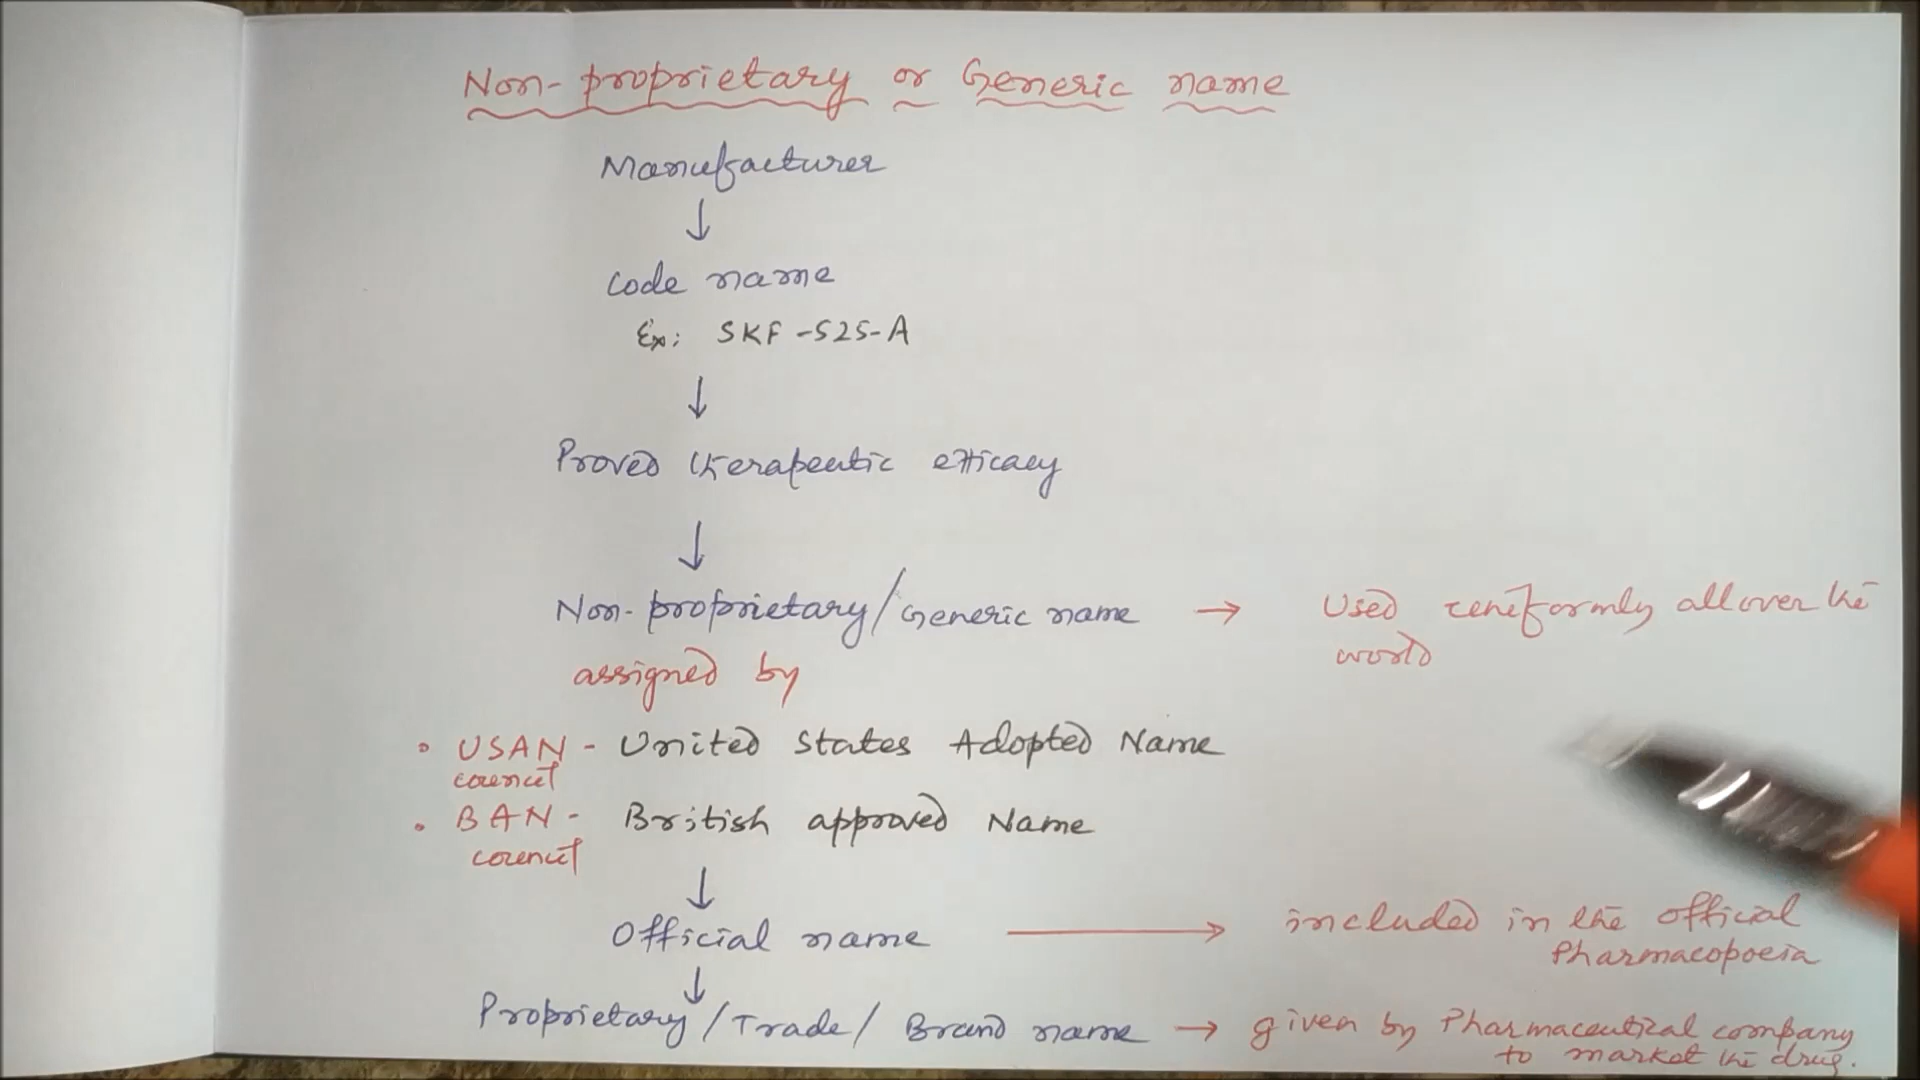 Non-proprietary or Generic name
Manufacturer
↓
Code name
Ex: SKF-525-A
↓
Proved therapeutic efficacy
↓
Non-proprietary/Generic name → Used uniformly all over the
world
assigned by
• USAN - United States Adopted Name
council
• BAN - British approved Name
council
↓
Official name → included in the official
Pharmacopoeia
↓
Proprietary/Trade/Brand name → given by Pharmaceutical company
to market the drug.